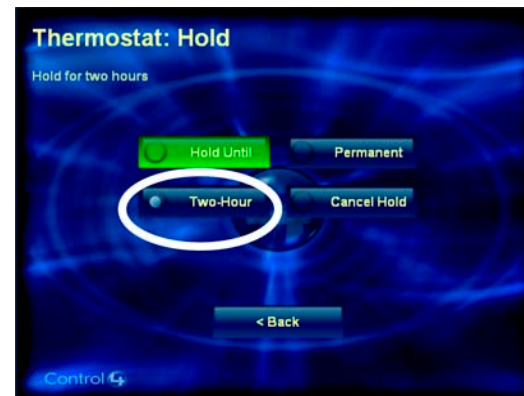 Thermostat: Hold
Hold for two hours
Hold Until
Permanent
Two-Hour
Cancel Hold
< Back
Control4